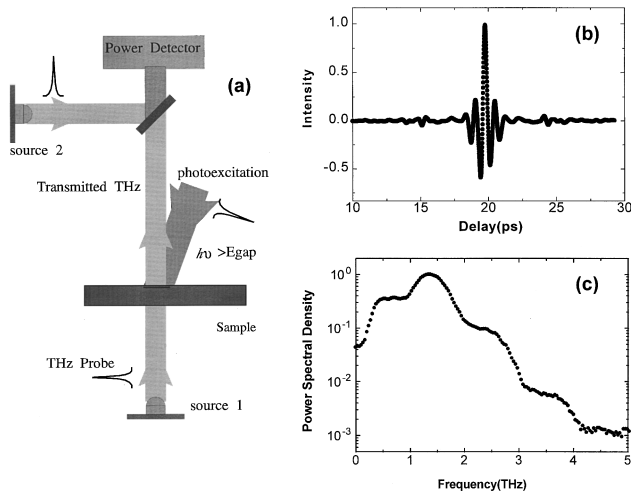 Power Detector
(a)
source 2
Transmitted THz
photoexcitation
hυ >Egap
Sample
THz Probe
source 1
(b)
Intensity
1.0
0.5
0.0
-0.5
10 15 20 25 30
Delay(ps)
(c)
Power Spectral Density
10⁰
10⁻¹
10⁻²
10⁻³
0 1 2 3 4 5
Frequency(THz)